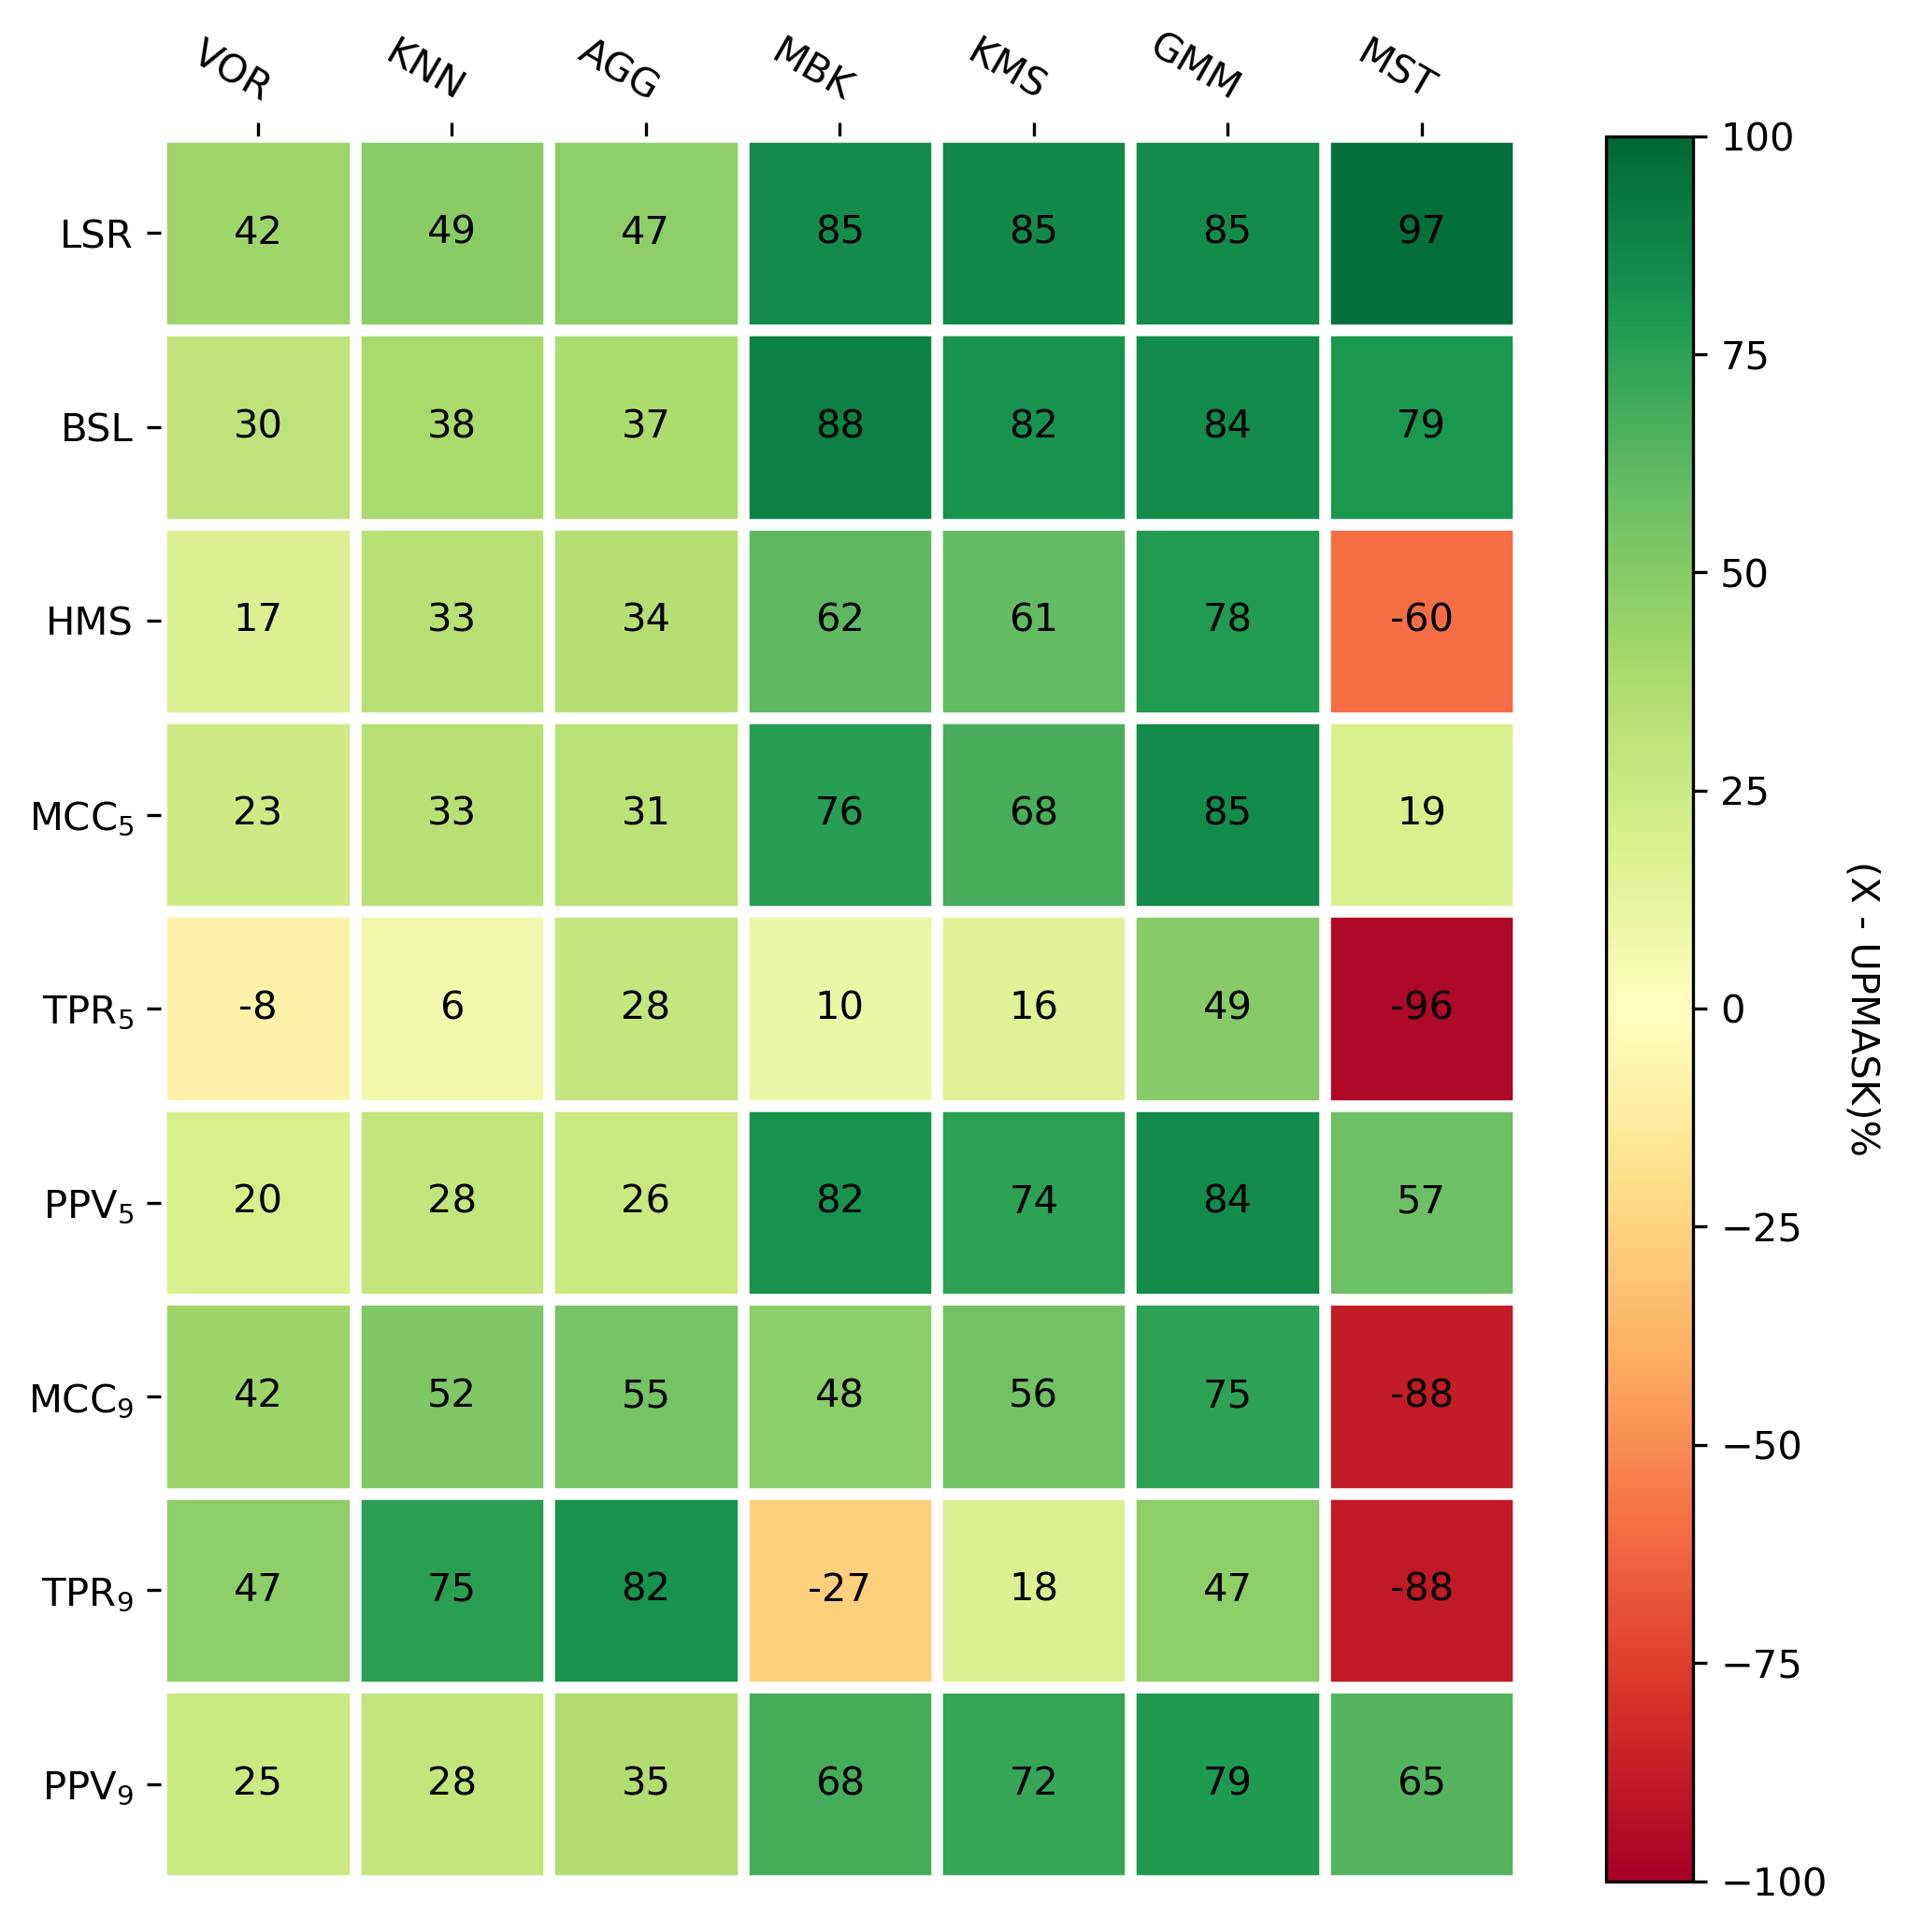 VOR KNN AGG MBK KMS GMM MST
LSR 42 49 47 85 85 85 97
BSL 30 38 37 88 82 84 79
HMS 17 33 34 62 61 78 -60
MCC₅ 23 33 31 76 68 85 19
TPR₅ -8 6 28 10 16 49 -96
PPV₅ 20 28 26 82 74 84 57
MCC₉ 42 52 55 48 56 75 -88
TPR₉ 47 75 82 -27 18 47 -88
PPV₉ 25 28 35 68 72 79 65
100
75
50
25
0
−25
−50
−75
−100
(X - UPMASK)%